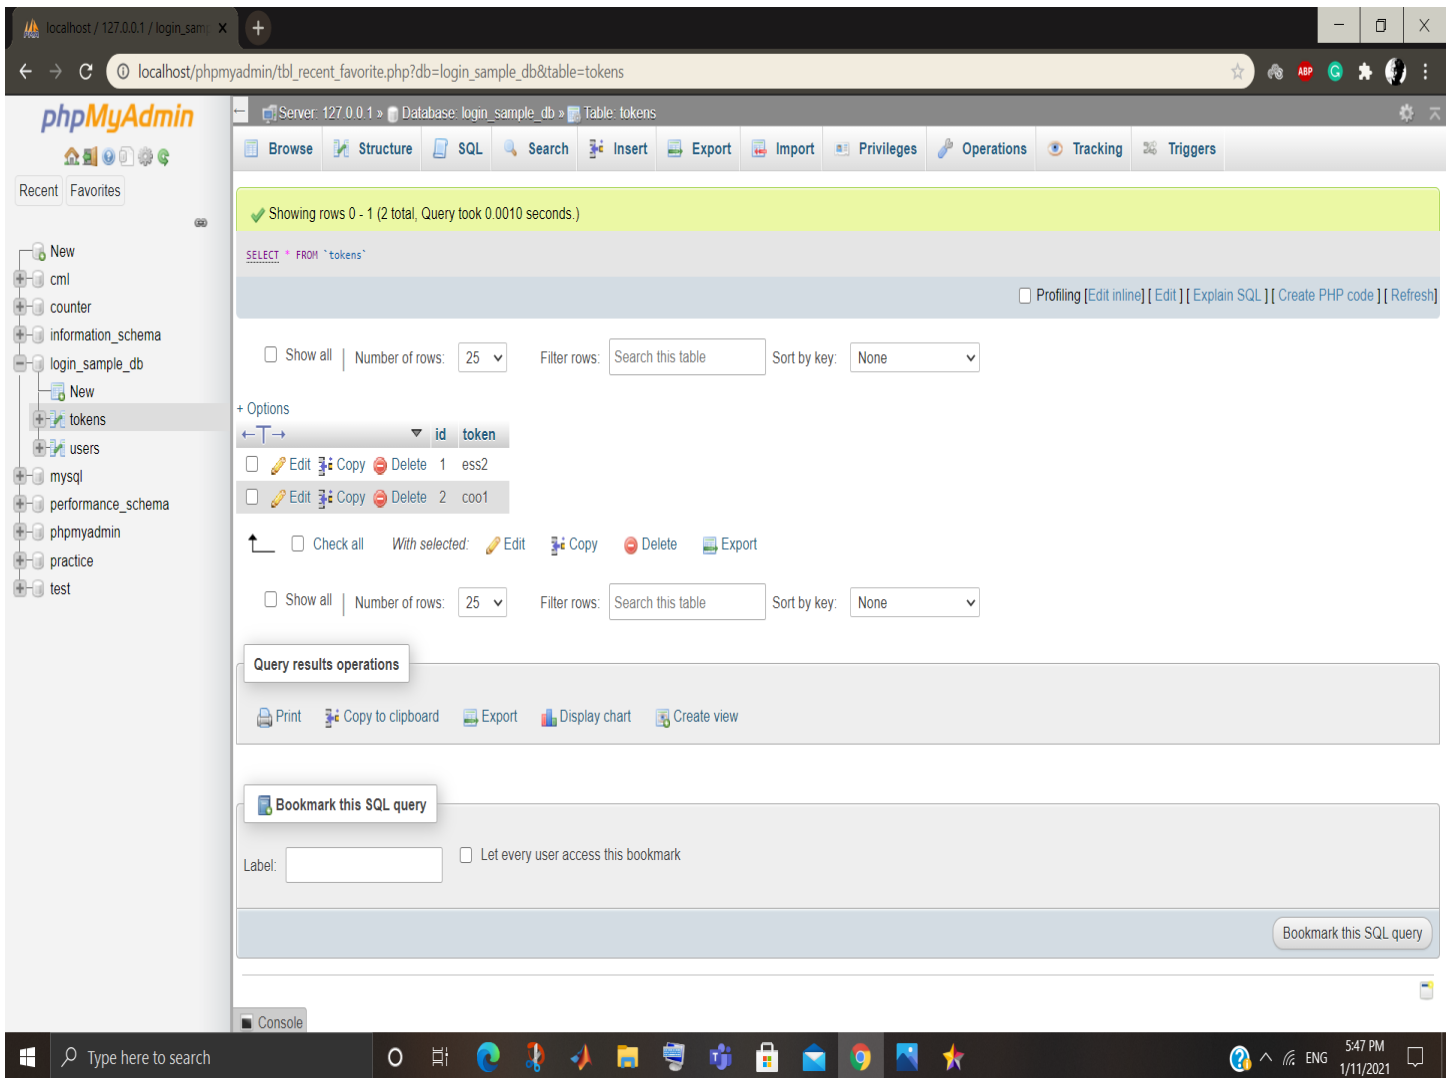 localhost / 127.0.0.1 / login_samp
localhost/phpmyadmin/tbl_recent_favorite.php?db=login_sample_db&table=tokens
ABP
phpMyAdmin
Recent Favorites
New
cml
counter
information_schema
login_sample_db
New
tokens
users
mysql
performance_schema
phpmyadmin
practice
test
Server: 127.0.0.1 » Database: login_sample_db » Table: tokens
Browse Structure SQL Search Insert Export Import Privileges Operations Tracking Triggers
Showing rows 0 - 1 (2 total, Query took 0.0010 seconds.)
SELECT * FROM `tokens`
Profiling [Edit inline] [ Edit ] [ Explain SQL ] [ Create PHP code ] [ Refresh]
Show all | Number of rows: 25 Filter rows: Search this table Sort by key: None
+ Options
←T→ ▼ id token
Edit Copy Delete 1 ess2
Edit Copy Delete 2 coo1
Check all With selected: Edit Copy Delete Export
Show all | Number of rows: 25 Filter rows: Search this table Sort by key: None
Query results operations
Print Copy to clipboard Export Display chart Create view
Bookmark this SQL query
Label: Let every user access this bookmark
Bookmark this SQL query
Console
Type here to search
ENG
5:47 PM
1/11/2021